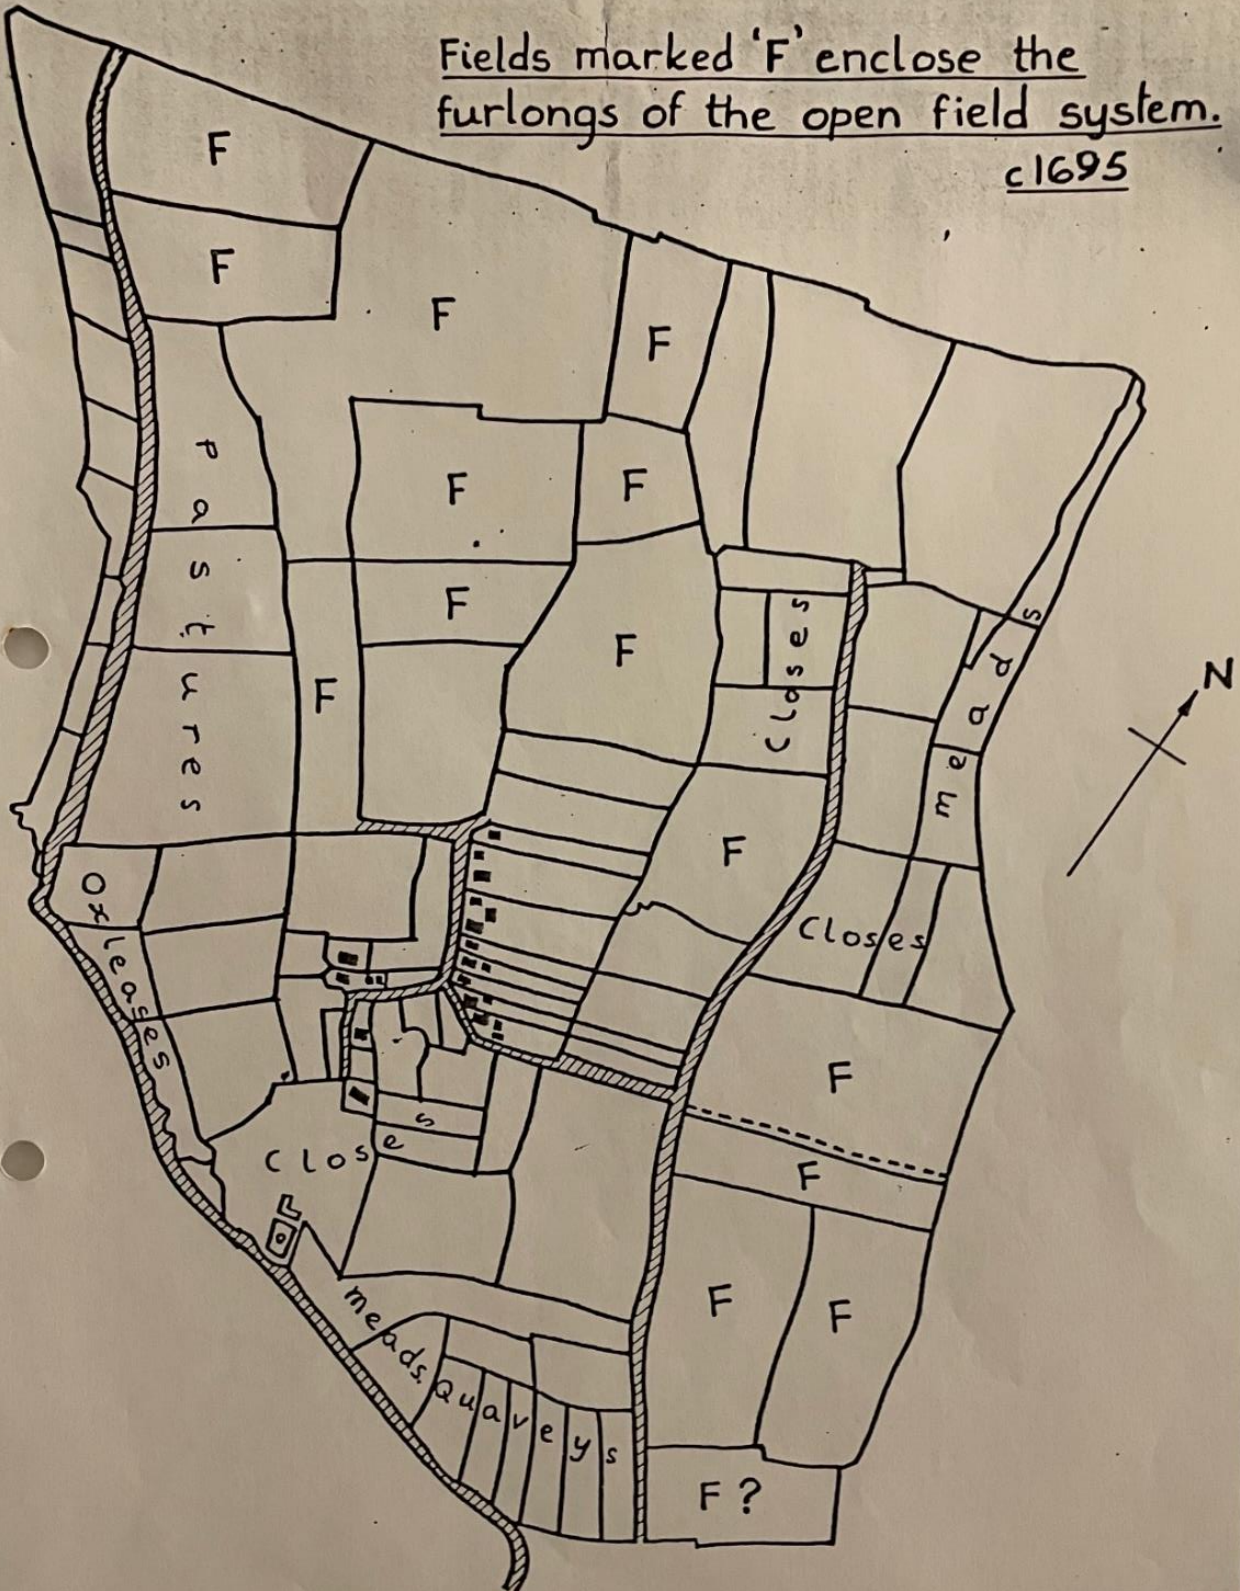 Fields marked 'F' enclose the
furlongs of the open field system.
c1695
F
F
F
F
F
F
F
F
F
F
Pastures
Closes
meads
N
Oxleases
Closes
Closes
F
F
F
F
meads.
Quaveys
F?